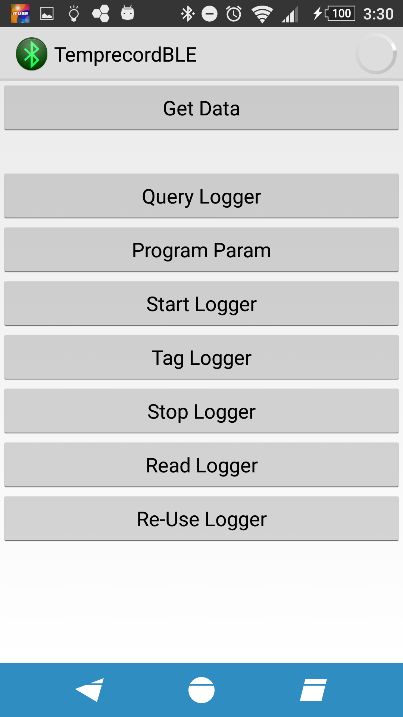 100 3:30
TemprecordBLE
Get Data
Query Logger
Program Param
Start Logger
Tag Logger
Stop Logger
Read Logger
Re-Use Logger